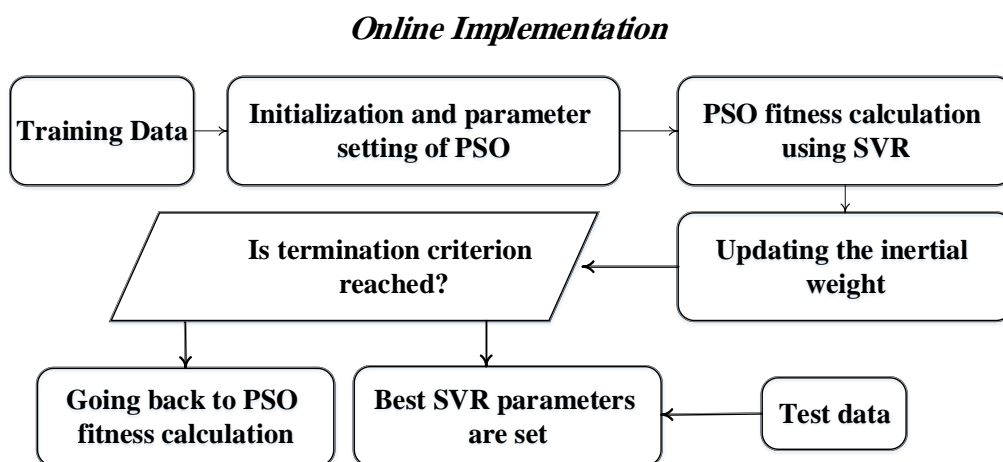 Online Implementation
Training Data
Initialization and parameter
setting of PSO
PSO fitness calculation
using SVR
Updating the inertial
weight
Is termination criterion
reached?
Going back to PSO
fitness calculation
Best SVR parameters
are set
Test data